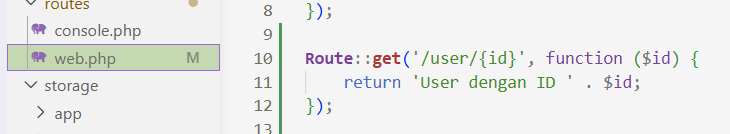 routes
console.php
web.php M
storage
app
8 });
9
10 Route::get('/user/{id}', function ($id) {
11 return 'User dengan ID ' . $id;
12 });
13